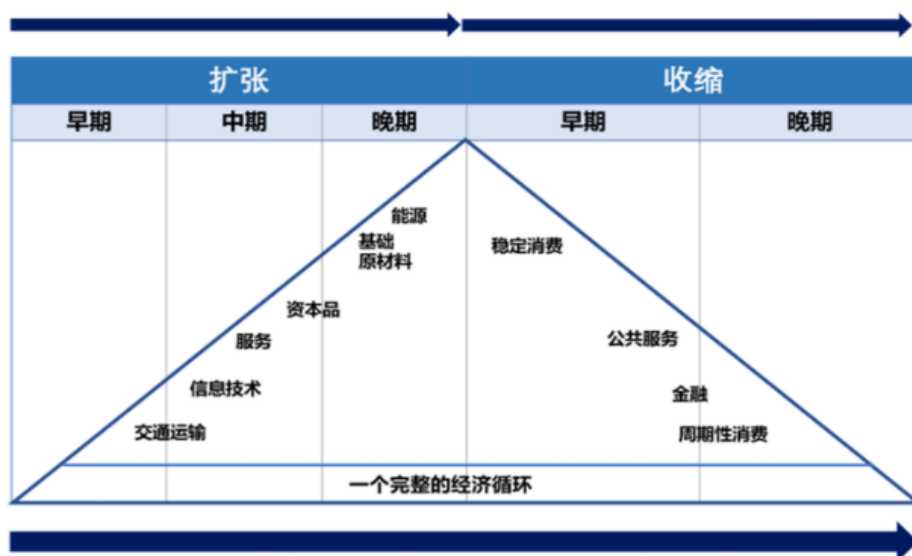 扩张
收缩
早期
中期
晚期
早期
晚期
能源
基础
原材料
稳定消费
资本品
服务
公共服务
信息技术
金融
交通运输
周期性消费
一个完整的经济循环